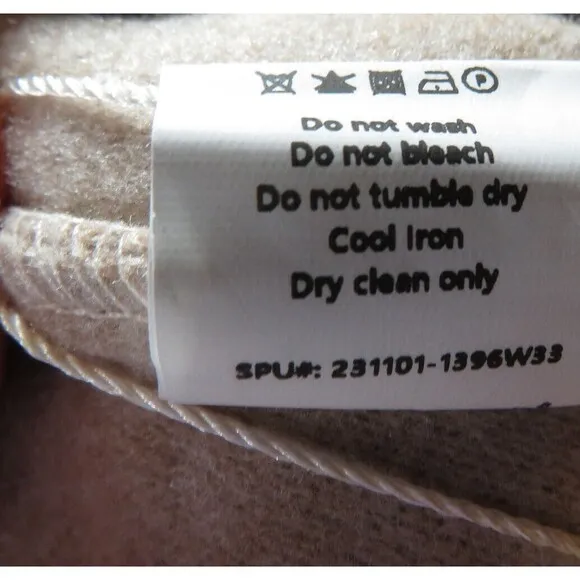 P
Do not wash
Do not bleach
Do not tumble dry
Cool Iron
Dry clean only
SPU#: 231101-1396W33